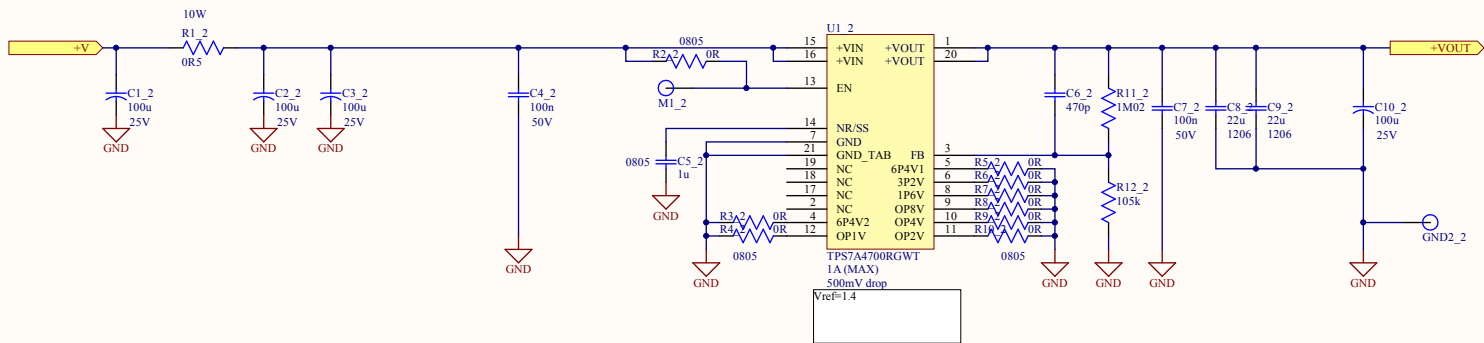 10W
R1_2
0R5
+V
C1_2
100u
25V
GND
C2_2
100u
25V
GND
C3_2
100u
25V
GND
C4_2
100n
50V
GND
0805
R2_2 0R
M1_2
0805
C5_2
1u
GND
R3_2 0R
R4_2 0R
0805
GND
U1_2
15 +VIN +VOUT 1
16 +VIN +VOUT 20
13 EN
14 NR/SS
7 GND
21 GND_TAB FB 3
19 NC 6P4V1 5
18 NC 3P2V 6
17 NC 1P6V 8
2 NC OP8V 9
4 6P4V2 OP4V 10
12 OP1V OP2V 11
TPS7A4700RGWT
1A (MAX)
500mV drop
Vref=1.4
R5_2 0R
R6_2 0R
R7_2 0R
R8_2 0R
R9_2 0R
R10_2 0R
0805
GND
C6_2
470p
R11_2
1M02
R12_2
105k
GND
C7_2
100n
50V
GND
C8_2
22u
1206
C9_2
22u
1206
C10_2
100u
25V
GND
GND2_2
+VOUT